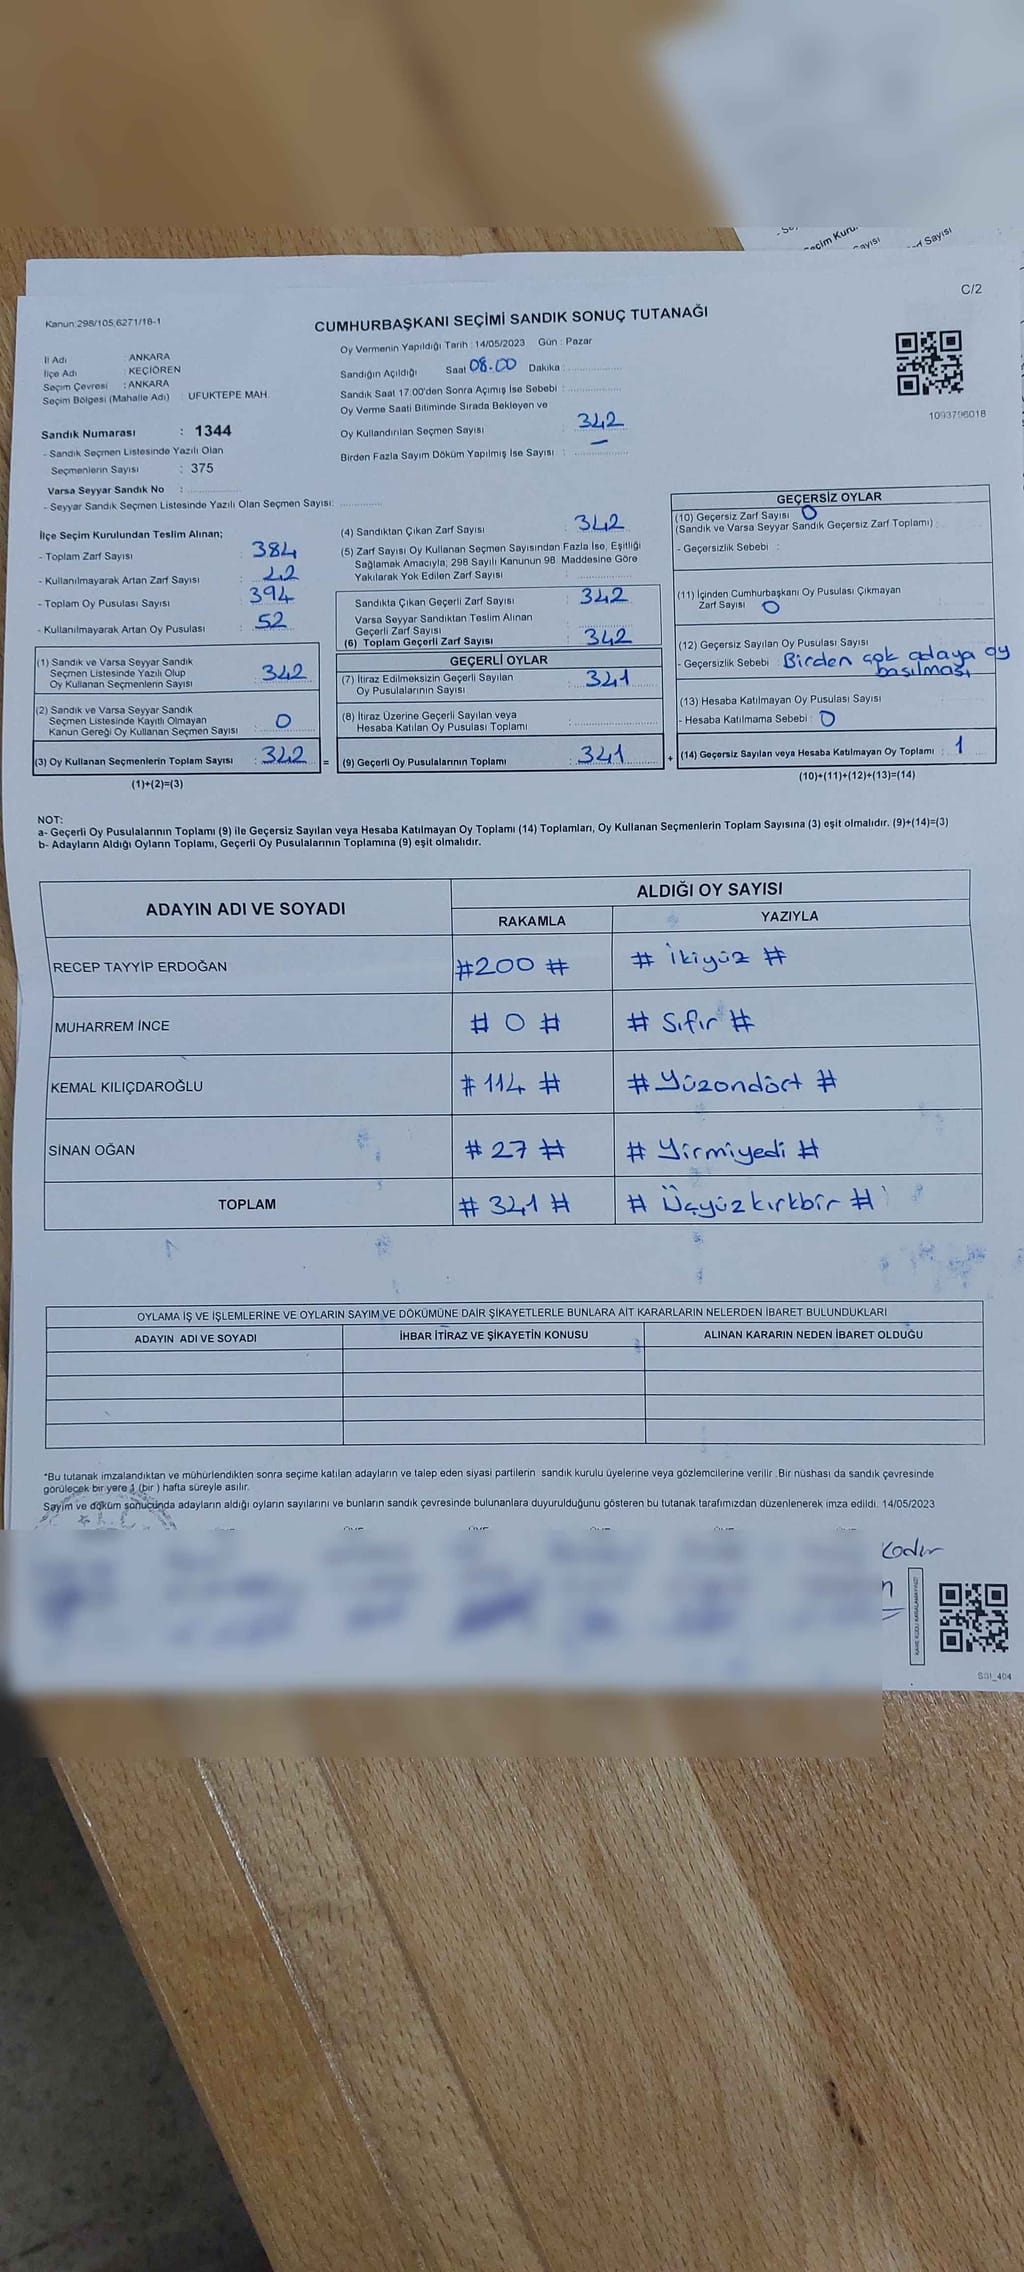 C/2
Kanun:298/105,6271/18-1
CUMHURBAŞKANI SEÇİMİ SANDIK SONUÇ TUTANAĞI
İl Adı : ANKARA
İlçe Adı : KEÇİÖREN
Seçim Çevresi : ANKARA
Seçim Bölgesi (Mahalle Adı) : UFUKTEPE MAH.
Oy Vermenin Yapıldığı Tarih : 14/05/2023 Gün : Pazar
Sandığın Açıldığı Saat 08.00 Dakika :
Sandık Saat 17.00'den Sonra Açımış İse Sebebi :
Oy Verme Saati Bitiminde Sırada Bekleyen ve
Oy Kullandırılan Seçmen Sayısı : 342
Birden Fazla Sayım Döküm Yapılmış İse Sayısı : —
1093706018
Sandık Numarası : 1344
- Sandık Seçmen Listesinde Yazılı Olan
Seçmenlerin Sayısı : 375
Varsa Seyyar Sandık No :
- Seyyar Sandık Seçmen Listesinde Yazılı Olan Seçmen Sayısı:
İlçe Seçim Kurulundan Teslim Alınan;
- Toplam Zarf Sayısı : 384
- Kullanılmayarak Artan Zarf Sayısı : 42
- Toplam Oy Pusulası Sayısı : 394
- Kullanılmayarak Artan Oy Pusulası : 52
(1) Sandık ve Varsa Seyyar Sandık
Seçmen Listesinde Yazılı Olup
Oy Kullanan Seçmenlerin Sayısı : 342
(2) Sandık ve Varsa Seyyar Sandık
Seçmen Listesinde Kayıtlı Olmayan
Kanun Gereği Oy Kullanan Seçmen Sayısı : 0
(3) Oy Kullanan Seçmenlerin Toplam Sayısı : 342 =
(1)+(2)=(3)
(4) Sandıktan Çıkan Zarf Sayısı : 342
(5) Zarf Sayısı Oy Kullanan Seçmen Sayısından Fazla İse, Eşitliği
Sağlamak Amacıyla; 298 Sayılı Kanunun 98. Maddesine Göre
Yakılarak Yok Edilen Zarf Sayısı :
Sandıkta Çıkan Geçerli Zarf Sayısı : 342
Varsa Seyyar Sandıktan Teslim Alınan
Geçerli Zarf Sayısı :
(6) Toplam Geçerli Zarf Sayısı : 342
GEÇERLİ OYLAR
(7) İtiraz Edilmeksizin Geçerli Sayılan
Oy Pusulalarının Sayısı : 341
(8) İtiraz Üzerine Geçerli Sayılan veya
Hesaba Katılan Oy Pusulası Toplamı :
(9) Geçerli Oy Pusulalarının Toplamı : 341 +
GEÇERSİZ OYLAR
(10) Geçersiz Zarf Sayısı 0
(Sandık ve Varsa Seyyar Sandık Geçersiz Zarf Toplamı) :
- Geçersizlik Sebebi :
(11) İçinden Cumhurbaşkanı Oy Pusulası Çıkmayan
Zarf Sayısı : 0
(12) Geçersiz Sayılan Oy Pusulası Sayısı
- Geçersizlik Sebebi : Birden çok adaya oy
basılması
(13) Hesaba Katılmayan Oy Pusulası Sayısı
- Hesaba Katılmama Sebebi : 0
(14) Geçersiz Sayılan veya Hesaba Katılmayan Oy Toplamı : 1
(10)+(11)+(12)+(13)=(14)
NOT:
a- Geçerli Oy Pusulalarının Toplamı (9) ile Geçersiz Sayılan veya Hesaba Katılmayan Oy Toplamı (14) Toplamları, Oy Kullanan Seçmenlerin Toplam Sayısına (3) eşit olmalıdır. (9)+(14)=(3)
b- Adayların Aldığı Oyların Toplamı, Geçerli Oy Pusulalarının Toplamına (9) eşit olmalıdır.
ADAYIN ADI VE SOYADI
ALDIĞI OY SAYISI
RAKAMLA YAZIYLA
RECEP TAYYİP ERDOĞAN #200# # İkiyüz #
MUHARREM İNCE # 0 # # Sıfır #
KEMAL KILIÇDAROĞLU # 114 # # Yüzondört #
SİNAN OĞAN # 27 # # Yirmiyedi #
TOPLAM # 341 # # Üçyüzkırkbir #
OYLAMA İŞ VE İŞLEMLERİNE VE OYLARIN SAYIM VE DÖKÜMÜNE DAİR ŞİKAYETLERLE BUNLARA AİT KARARLARIN NELERDEN İBARET BULUNDUKLARI
ADAYIN ADI VE SOYADI İHBAR İTİRAZ VE ŞİKAYETİN KONUSU ALINAN KARARIN NEDEN İBARET OLDUĞU
*Bu tutanak imzalandıktan ve mühürlendikten sonra seçime katılan adayların ve talep eden siyasi partilerin sandık kurulu üyelerine veya gözlemcilerine verilir. Bir nüshası da sandık çevresinde
görülecek bir yere 1 (bir ) hafta süreyle asılır.
Sayım ve döküm sonucunda adayların aldığı oyların sayılarını ve bunların sandık çevresinde bulunanlara duyurulduğunu gösteren bu tutanak tarafımızdan düzenlenerek imza edildi. 14/05/2023